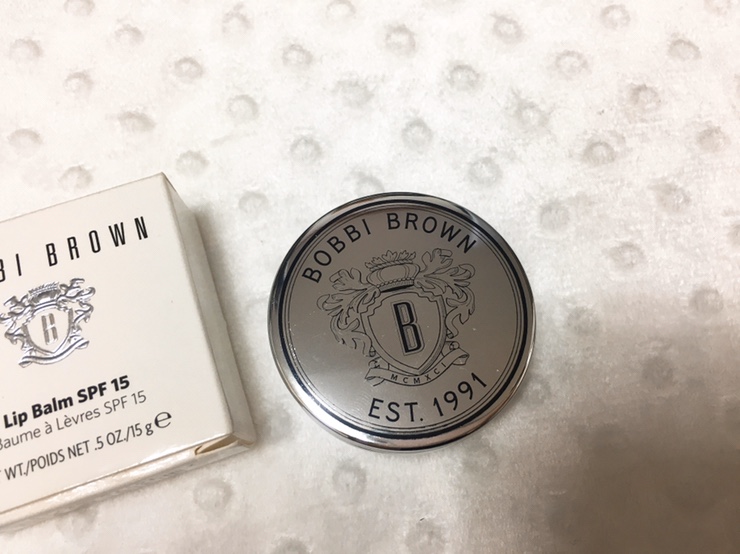 BI BROWN
B
Lip Balm SPF 15
Baume à Lèvres SPF 15
WT./POIDS NET .5 OZ./15 g e
BOBBI BROWN
B
MCMXCI
EST. 1991